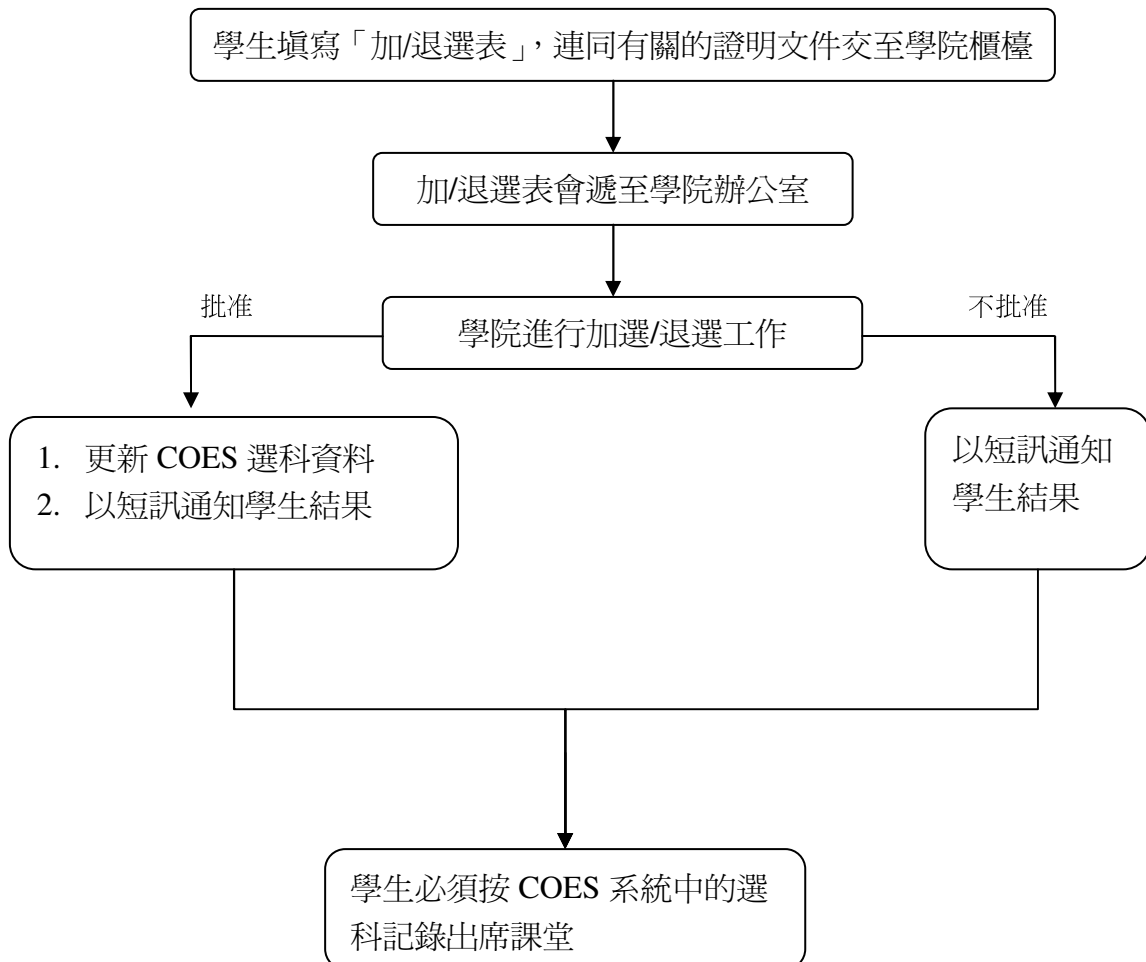 學生填寫「加/退選表」，連同有關的證明文件交至學院櫃檯
加/退選表會遞至學院辦公室
批准
不批准
學院進行加選/退選工作
1. 更新 COES 選科資料
2. 以短訊通知學生結果
以短訊通知
學生結果
學生必須按 COES 系統中的選
科記錄出席課堂